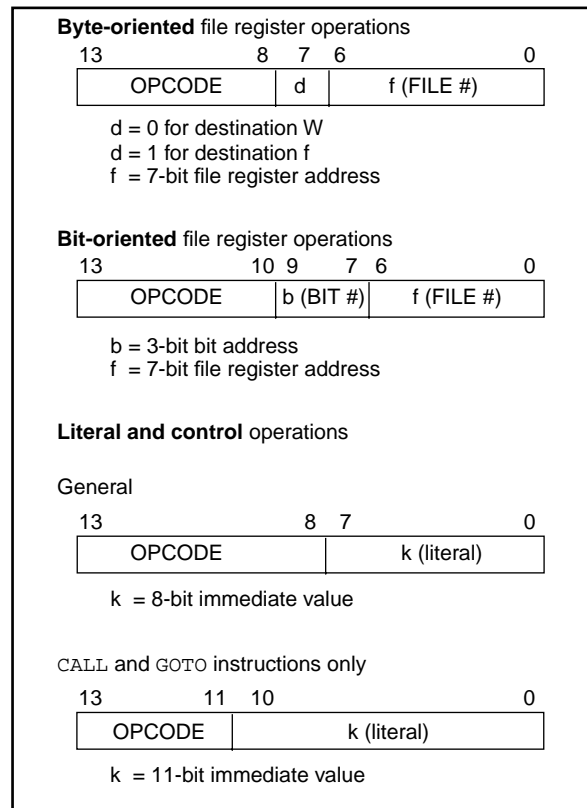 Byte-oriented file register operations
13 8 7 6 0
OPCODE d f (FILE #)
d = 0 for destination W
d = 1 for destination f
f = 7-bit file register address
Bit-oriented file register operations
13 10 9 7 6 0
OPCODE b (BIT #) f (FILE #)
b = 3-bit bit address
f = 7-bit file register address
Literal and control operations
General
13 8 7 0
OPCODE k (literal)
k = 8-bit immediate value
CALL and GOTO instructions only
13 11 10 0
OPCODE k (literal)
k = 11-bit immediate value